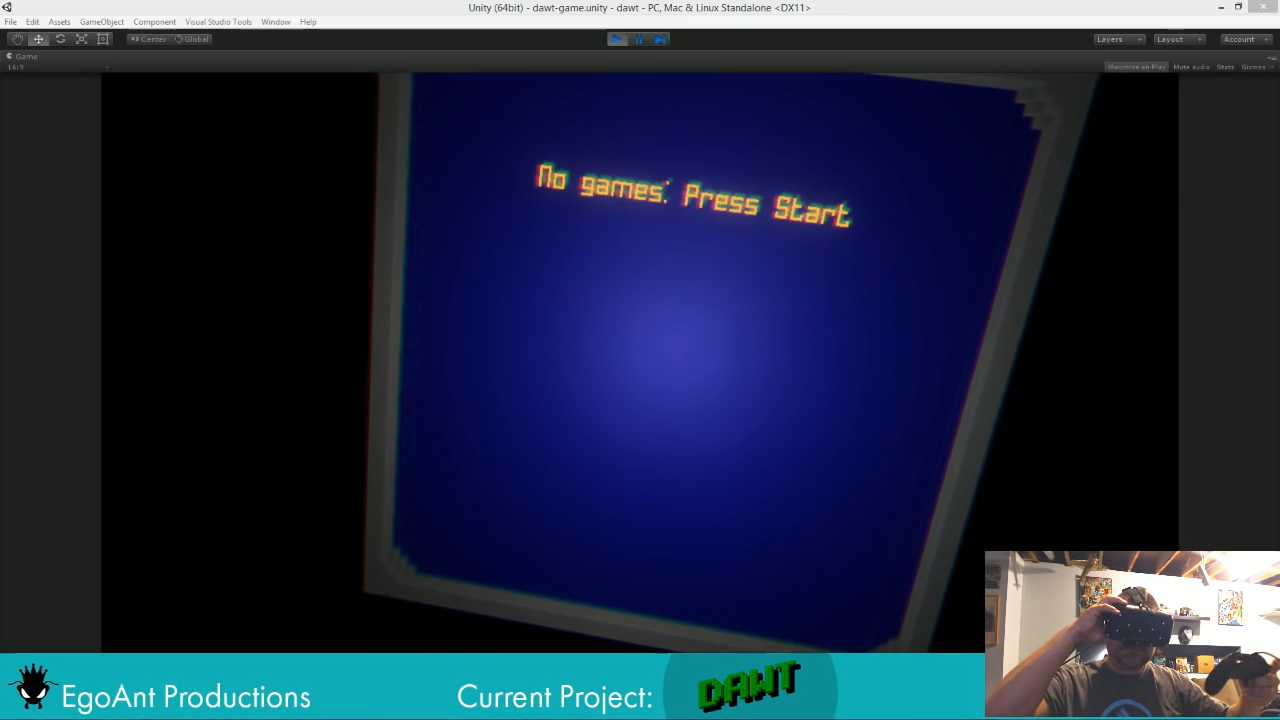 Unity (64bit) - dawt-game.unity - dawt - PC, Mac & Linux Standalone <DX11>
File Edit Assets GameObject Component Visual Studio Tools Window Help
Center Global Layers Layout Account
Game
16:9 Maximize on Play Mute audio Stats Gizmos
No games. Press Start
EgoAnt Productions Current Project: DAWT